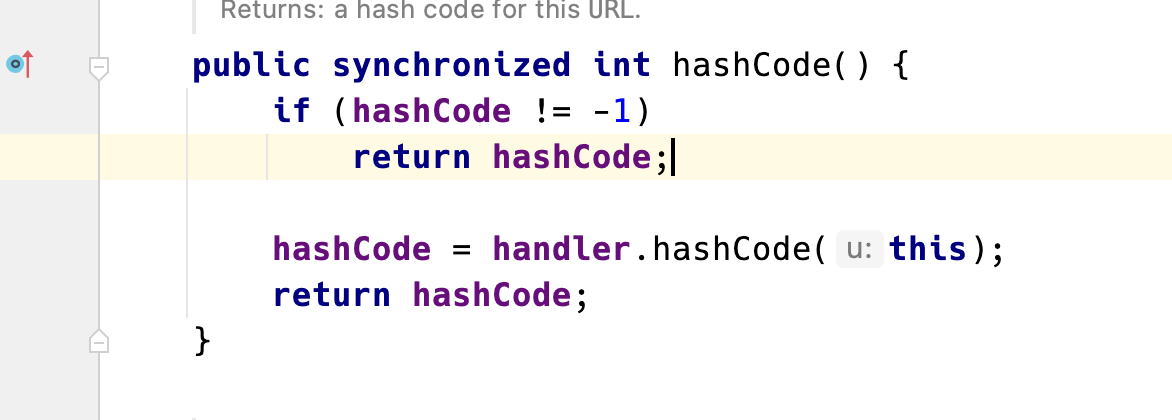 Returns: a hash code for this URL.
public synchronized int hashCode() {
if (hashCode != -1)
return hashCode;
hashCode = handler.hashCode( u: this);
return hashCode;
}